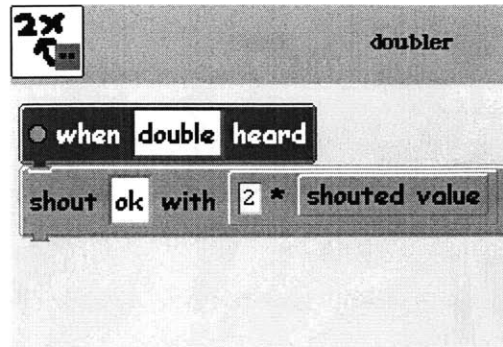 2x
doubler
when double heard
shout ok with 2 * shouted value